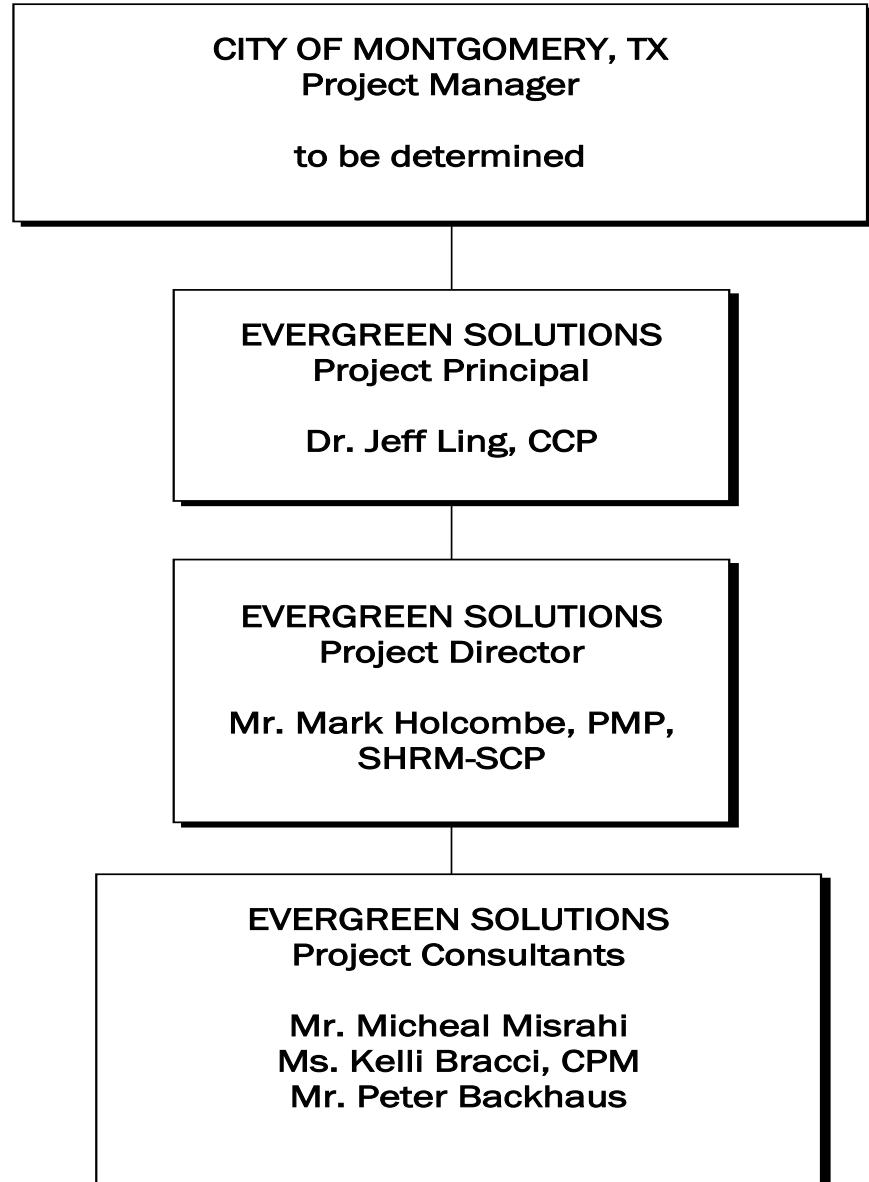 CITY OF MONTGOMERY, TX
Project Manager
to be determined
EVERGREEN SOLUTIONS
Project Principal
Dr. Jeff Ling, CCP
EVERGREEN SOLUTIONS
Project Director
Mr. Mark Holcombe, PMP,
SHRM-SCP
EVERGREEN SOLUTIONS
Project Consultants
Mr. Micheal Misrahi
Ms. Kelli Bracci, CPM
Mr. Peter Backhaus